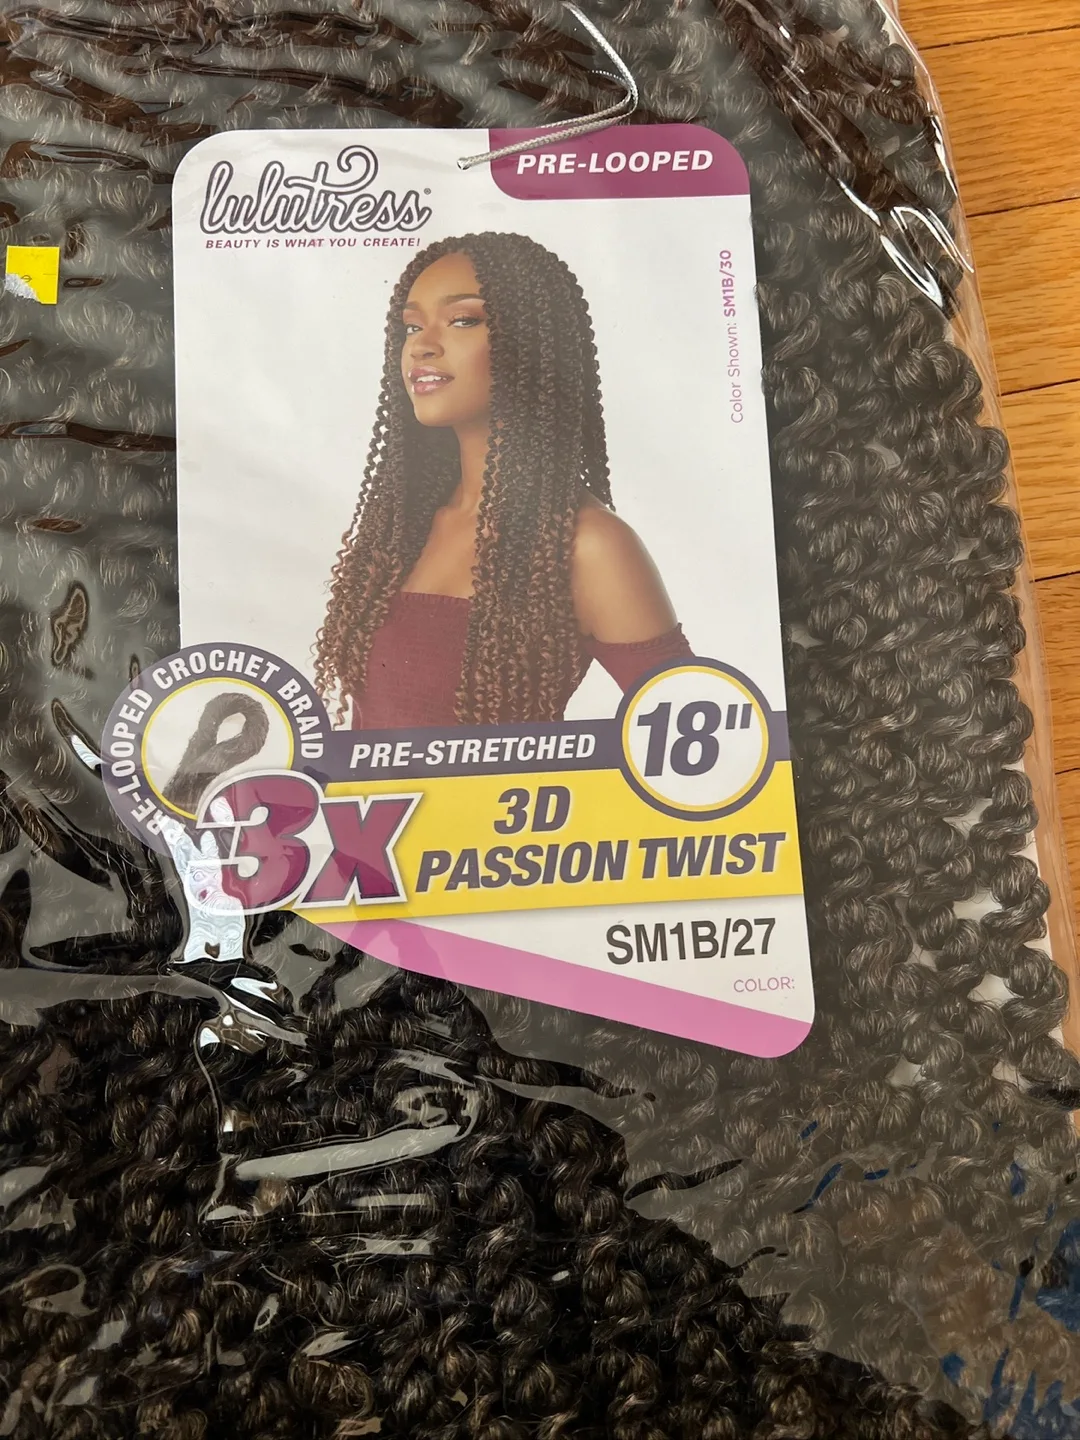 lulutress®
BEAUTY IS WHAT YOU CREATE!
PRE-LOOPED
Color Shown: SM1B/30
PRE-LOOPED CROCHET BRAID
PRE-STRETCHED
18"
3X
3D
PASSION TWIST
SM1B/27
COLOR: